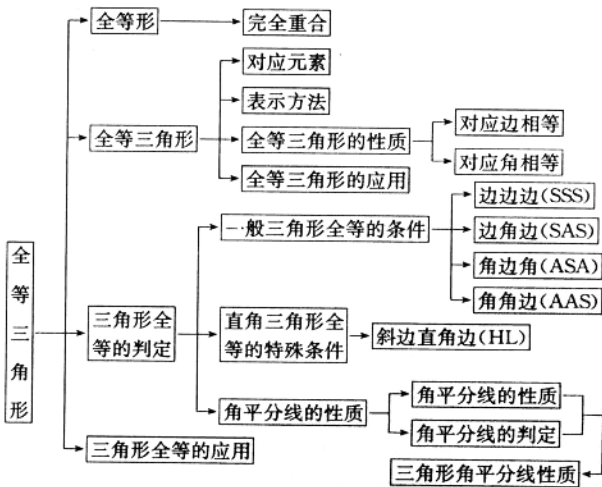 全等形
完全重合
对应元素
表示方法
全等三角形
全等三角形的性质
对应边相等
对应角相等
全等三角形的应用
一般三角形全等的条件
边边边(SSS)
边角边(SAS)
角边角(ASA)
角角边(AAS)
全等三角形
三角形全
等的判定
直角三角形全
等的特殊条件
斜边直角边(HL)
角平分线的性质
角平分线的性质
角平分线的判定
三角形角平分线性质
三角形全等的应用